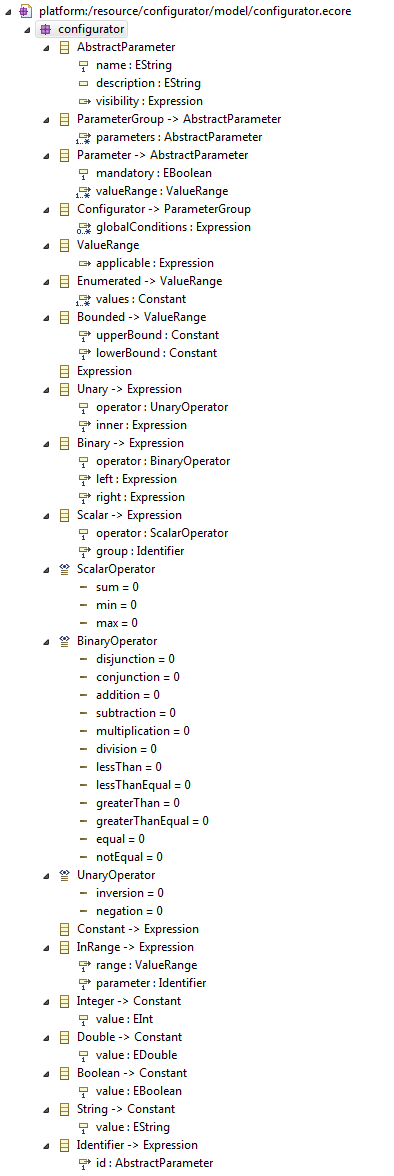 platform:/resource/configurator/model/configurator.ecore
configurator
AbstractParameter
name : EString
description : EString
visibility : Expression
ParameterGroup -> AbstractParameter
parameters : AbstractParameter
Parameter -> AbstractParameter
mandatory : EBoolean
valueRange : ValueRange
Configurator -> ParameterGroup
globalConditions : Expression
ValueRange
applicable : Expression
Enumerated -> ValueRange
values : Constant
Bounded -> ValueRange
upperBound : Constant
lowerBound : Constant
Expression
Unary -> Expression
operator : UnaryOperator
inner : Expression
Binary -> Expression
operator : BinaryOperator
left : Expression
right : Expression
Scalar -> Expression
operator : ScalarOperator
group : Identifier
ScalarOperator
sum = 0
min = 0
max = 0
BinaryOperator
disjunction = 0
conjunction = 0
addition = 0
subtraction = 0
multiplication = 0
division = 0
lessThan = 0
lessThanEqual = 0
greaterThan = 0
greaterThanEqual = 0
equal = 0
notEqual = 0
UnaryOperator
inversion = 0
negation = 0
Constant -> Expression
InRange -> Expression
range : ValueRange
parameter : Identifier
Integer -> Constant
value : EInt
Double -> Constant
value : EDouble
Boolean -> Constant
value : EBoolean
String -> Constant
value : EString
Identifier -> Expression
id : AbstractParameter